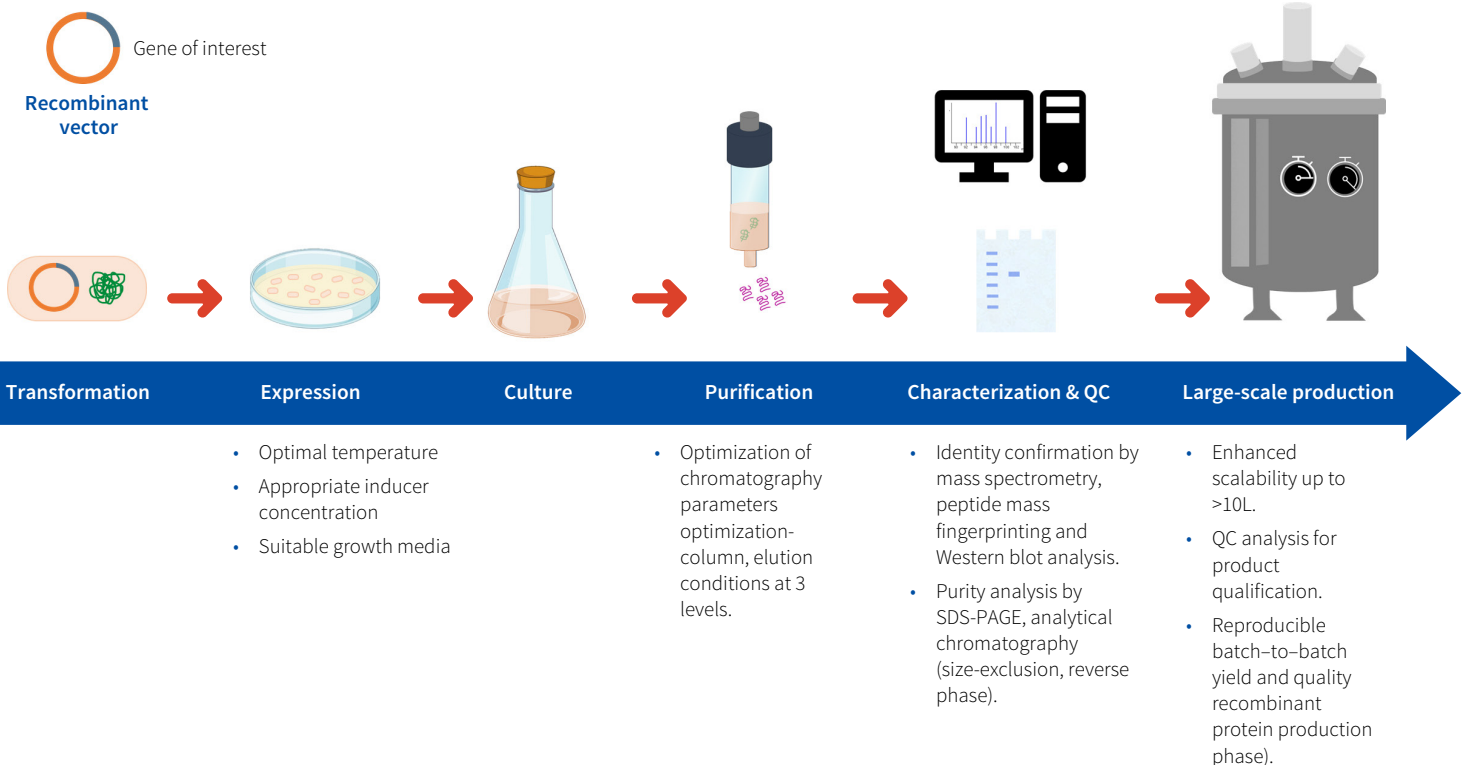 Gene of interest
Recombinant
vector
Transformation
Expression
Culture
Purification
Characterization & QC
Large-scale production
• Optimal temperature
• Appropriate inducer
concentration
• Suitable growth media
• Optimization of
chromatography
parameters
optimization-
column, elution
conditions at 3
levels.
• Identity confirmation by
mass spectrometry,
peptide mass
fingerprinting and
Western blot analysis.
• Purity analysis by
SDS-PAGE, analytical
chromatography
(size-exclusion, reverse
phase).
• Enhanced
scalability up to
>10L.
• QC analysis for
product
qualification.
• Reproducible
batch–to–batch
yield and quality
recombinant
protein production
phase).